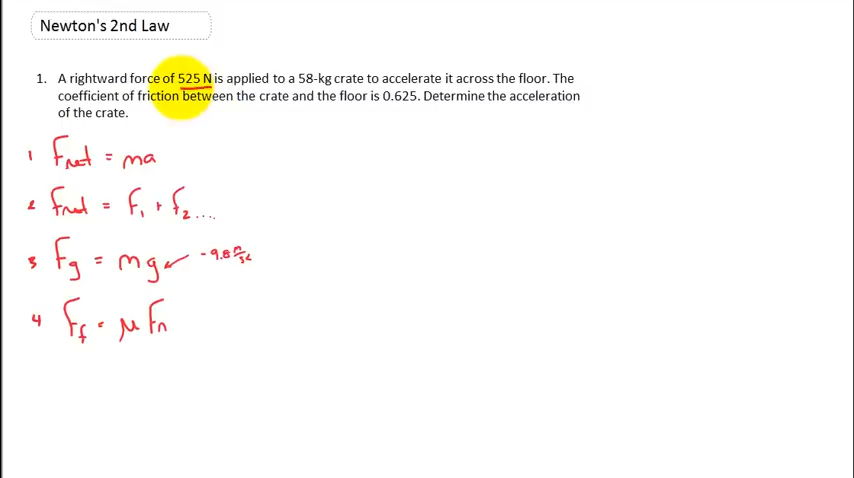 Newton's 2nd Law
1. A rightward force of 525 N is applied to a 58-kg crate to accelerate it across the floor. The
coefficient of friction between the crate and the floor is 0.625. Determine the acceleration
of the crate.
1 Fnet = ma
2 Fnet = F1 + F2 ....
3 Fg = mg ← -9.8 m/s2
4 Ff = μ Fn